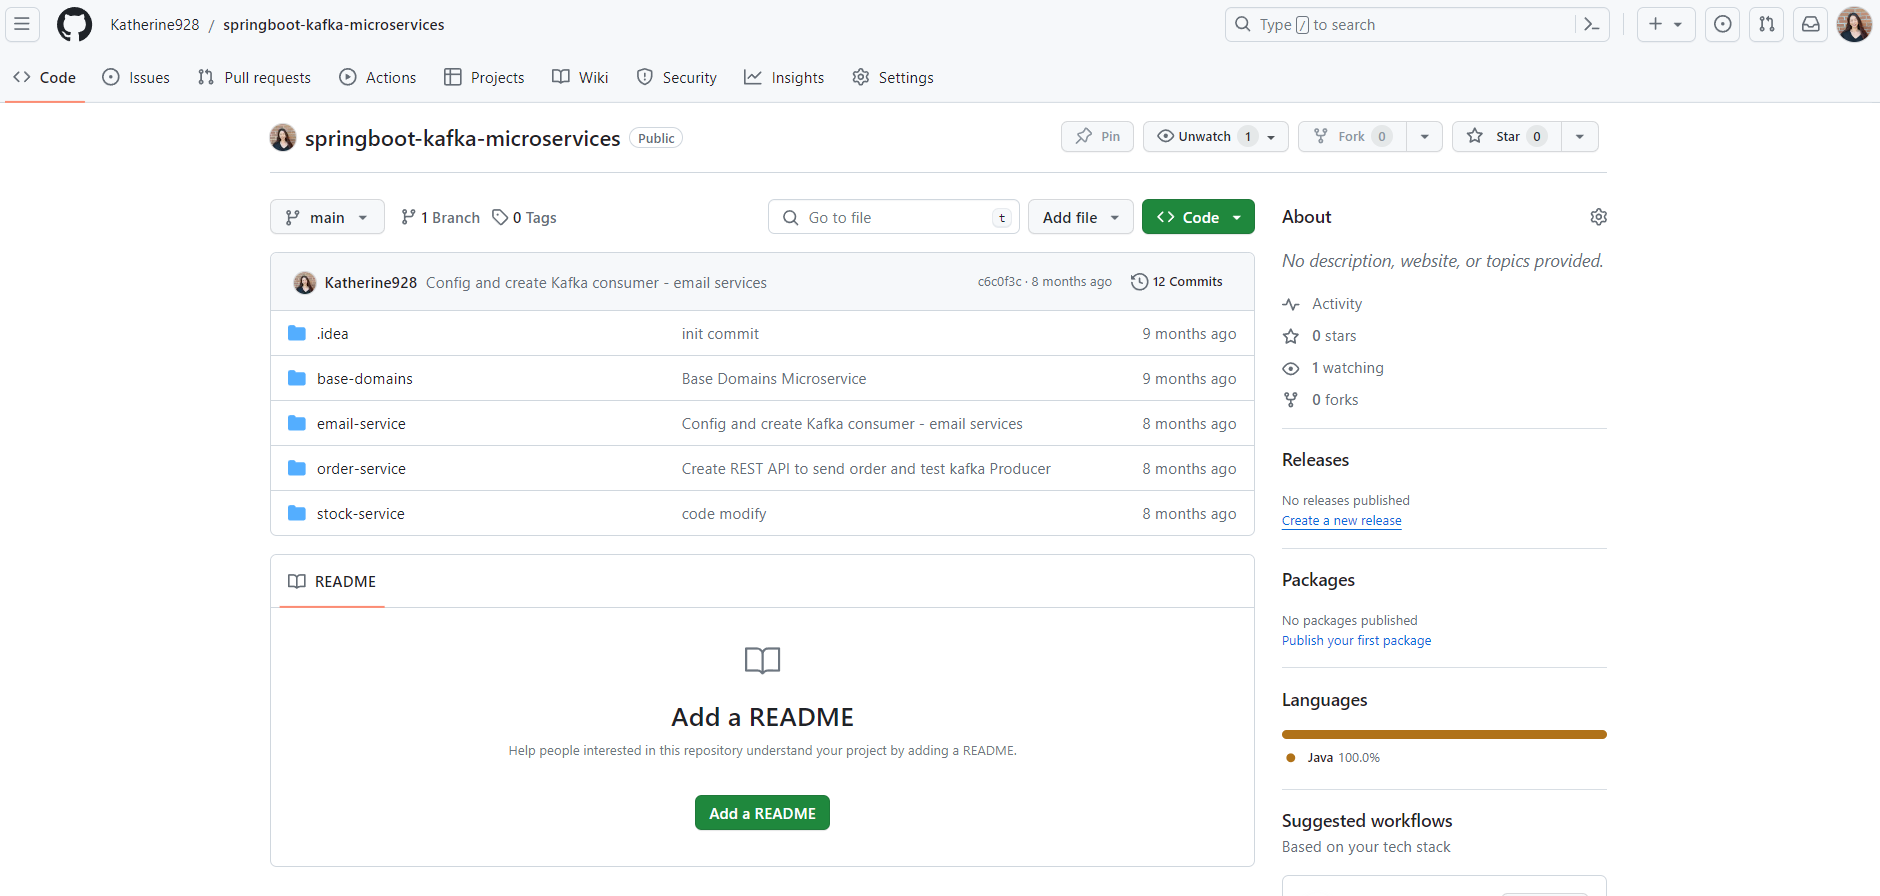 Katherine928 / springboot-kafka-microservices
Type / to search
Code Issues Pull requests Actions Projects Wiki Security Insights Settings
springboot-kafka-microservices Public
Pin Unwatch 1 Fork 0 Star 0
main 1 Branch 0 Tags Go to file t Add file Code
Katherine928 Config and create Kafka consumer - email services c6c0f3c · 8 months ago 12 Commits
.idea init commit 9 months ago
base-domains Base Domains Microservice 9 months ago
email-service Config and create Kafka consumer - email services 8 months ago
order-service Create REST API to send order and test kafka Producer 8 months ago
stock-service code modify 8 months ago
README
Add a README
Help people interested in this repository understand your project by adding a README.
Add a README
About
No description, website, or topics provided.
Activity
0 stars
1 watching
0 forks
Releases
No releases published
Create a new release
Packages
No packages published
Publish your first package
Languages
Java 100.0%
Suggested workflows
Based on your tech stack